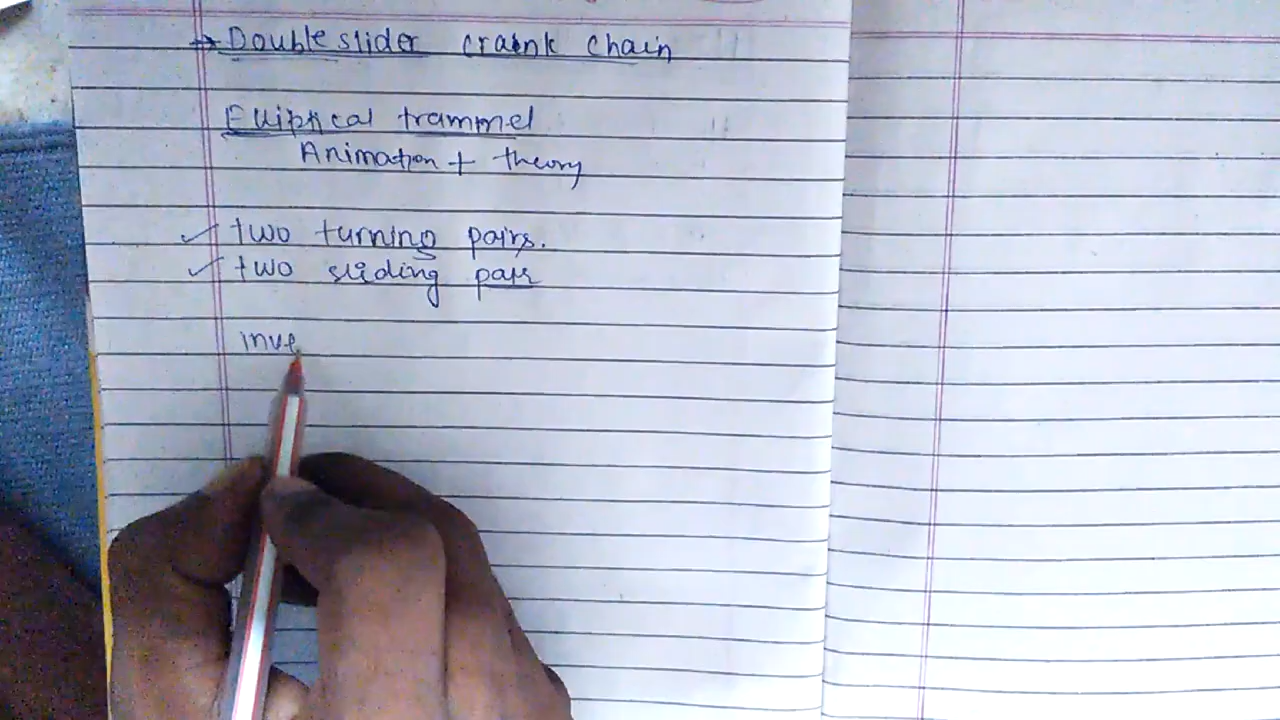 → Double slider crank chain
Elliptical trammel
Animation + theory
✓ two turning pairs.
✓ two sliding pair
inve